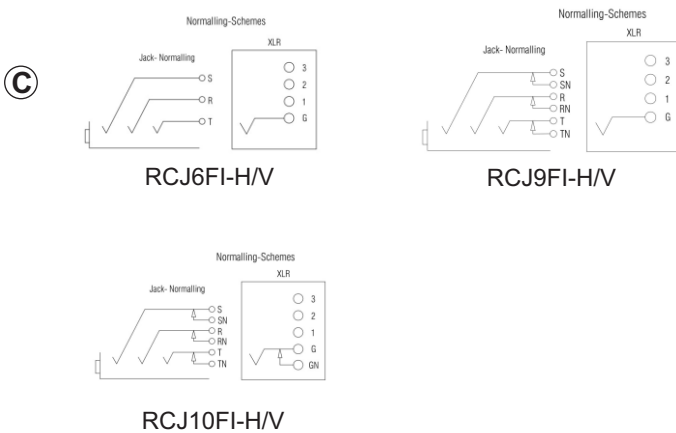 C
Normalling-Schemes
Jack- Normalling
XLR
S
R
T
3
2
1
G
RCJ6FI-H/V
Normalling-Schemes
Jack- Normalling
XLR
S
SN
R
RN
T
TN
3
2
1
G
RCJ9FI-H/V
Normalling-Schemes
Jack- Normalling
XLR
S
SN
R
RN
T
TN
3
2
1
G
GN
RCJ10FI-H/V